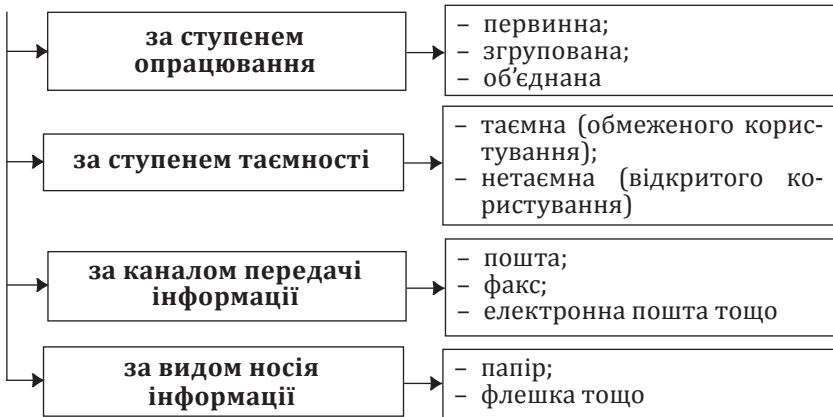 за ступенем
опрацювання
– первинна;
– згрупована;
– об’єднана
за ступенем таємності
– таємна (обмеженого корис-
тування);
– нетаємна (відкритого ко-
ристування)
за каналом передачі
інформації
– пошта;
– факс;
– електронна пошта тощо
за видом носія
інформації
– папір;
– флешка тощо